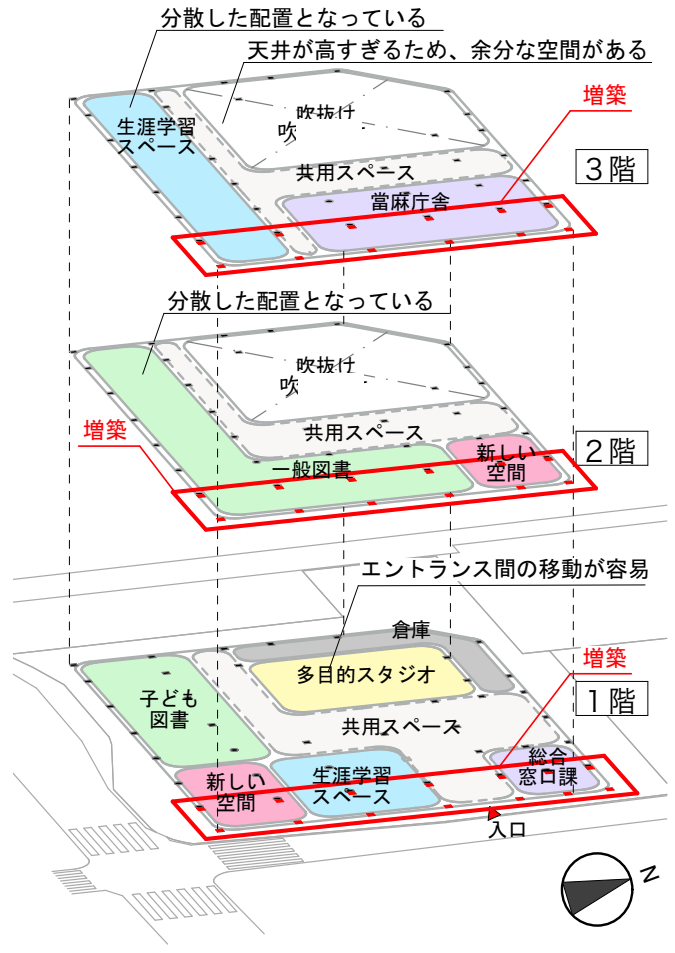 分散した配置となっている
天井が高すぎるため、余分な空間がある
増築
吹抜け
吹
生涯学習
スペース
共用スペース
3階
當麻庁舎
分散した配置となっている
吹抜け
吹
増築
共用スペース
新しい
空間
2階
一般図書
エントランス間の移動が容易
倉庫
増築
多目的スタジオ
子ども
図書
1階
共用スペース
総合
窓口課
新しい
空間
生涯学習
スペース
入口
N